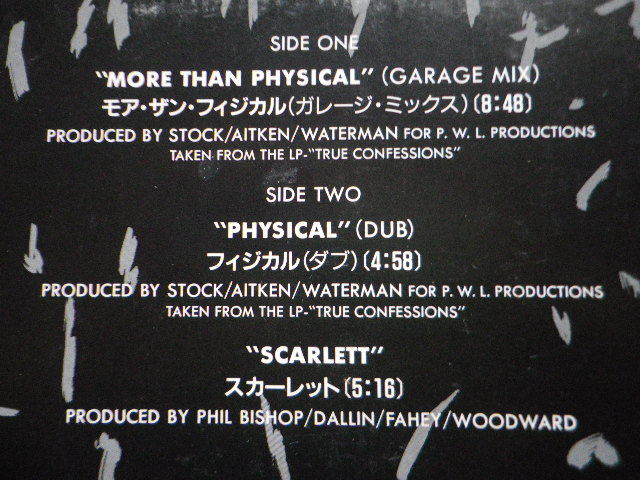 SIDE ONE
"MORE THAN PHYSICAL" (GARAGE MIX)
モア・ザン・フィジカル(ガレージ・ミックス)(8:48)
PRODUCED BY STOCK/AITKEN/WATERMAN FOR P. W. L. PRODUCTIONS
TAKEN FROM THE LP-"TRUE CONFESSIONS"
SIDE TWO
"PHYSICAL" (DUB)
フィジカル(ダブ)(4:58)
PRODUCED BY STOCK/AITKEN/WATERMAN FOR P. W. L. PRODUCTIONS
TAKEN FROM THE LP-"TRUE CONFESSIONS"
"SCARLETT"
スカーレット(5:16)
PRODUCED BY PHIL BISHOP/DALLIN/FAHEY/WOODWARD